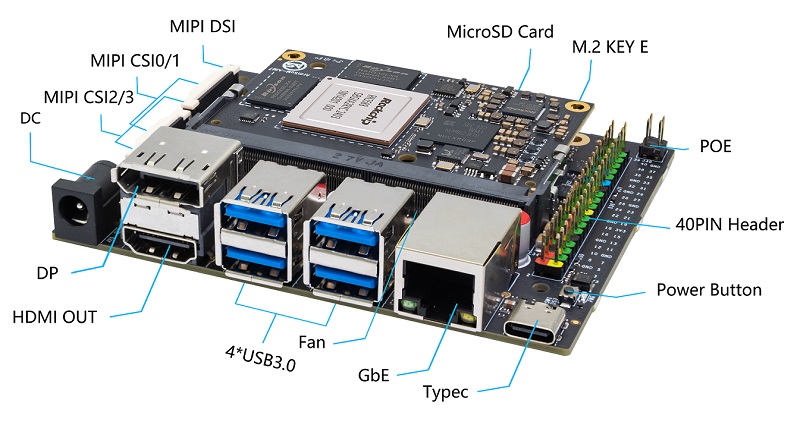 MIPI DSI
MIPI CSI0/1
MIPI CSI2/3
DC
MicroSD Card
M.2 KEY E
POE
40PIN Header
Power Button
Rockchip
DP
HDMI OUT
4*USB3.0
Fan
GbE
Typec